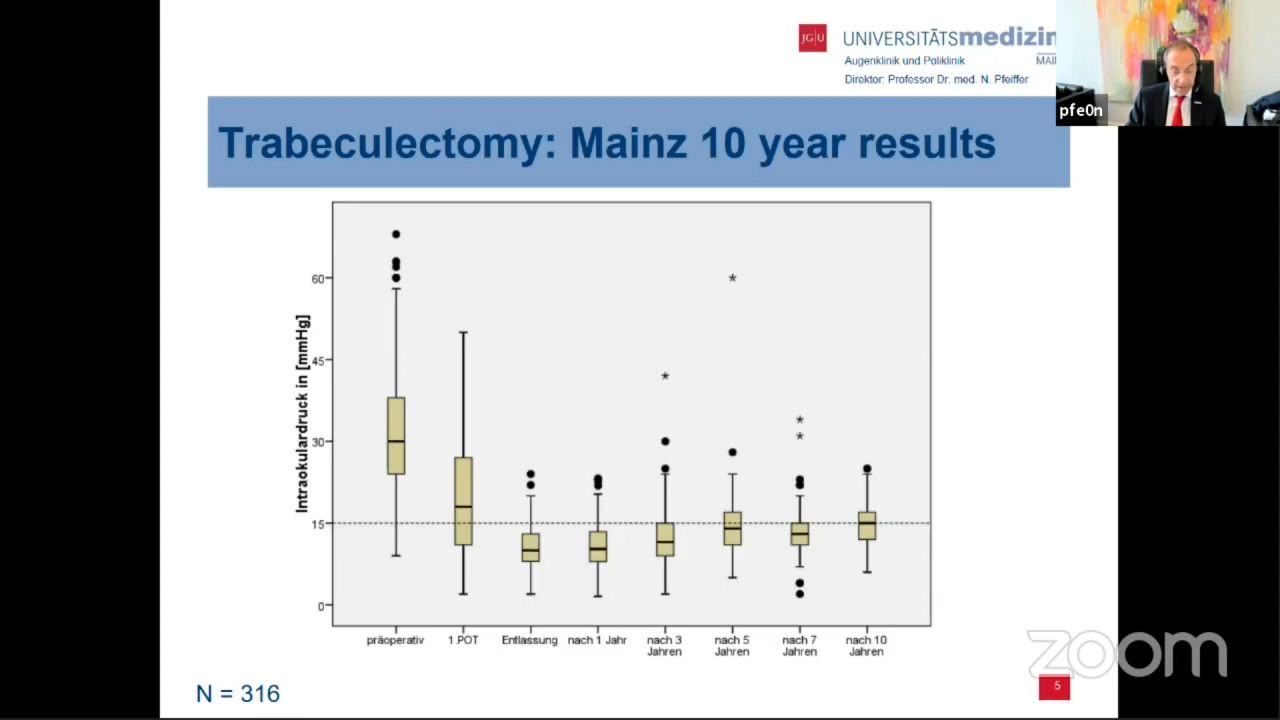 JG|U
UNIVERSITÄTSmedizin
Augenklinik und Poliklinik
MAI
Direktor: Professor Dr. med. N. Pfeiffer
pfe0n
Trabeculectomy: Mainz 10 year results
Intraokulardruck in [mmHg]
60
45
30
15
0
präoperativ
1.POT
Entlassung
nach 1 Jahr
nach 3
Jahren
nach 5
Jahren
nach 7
Jahren
nach 10
Jahren
zoom
N = 316
5